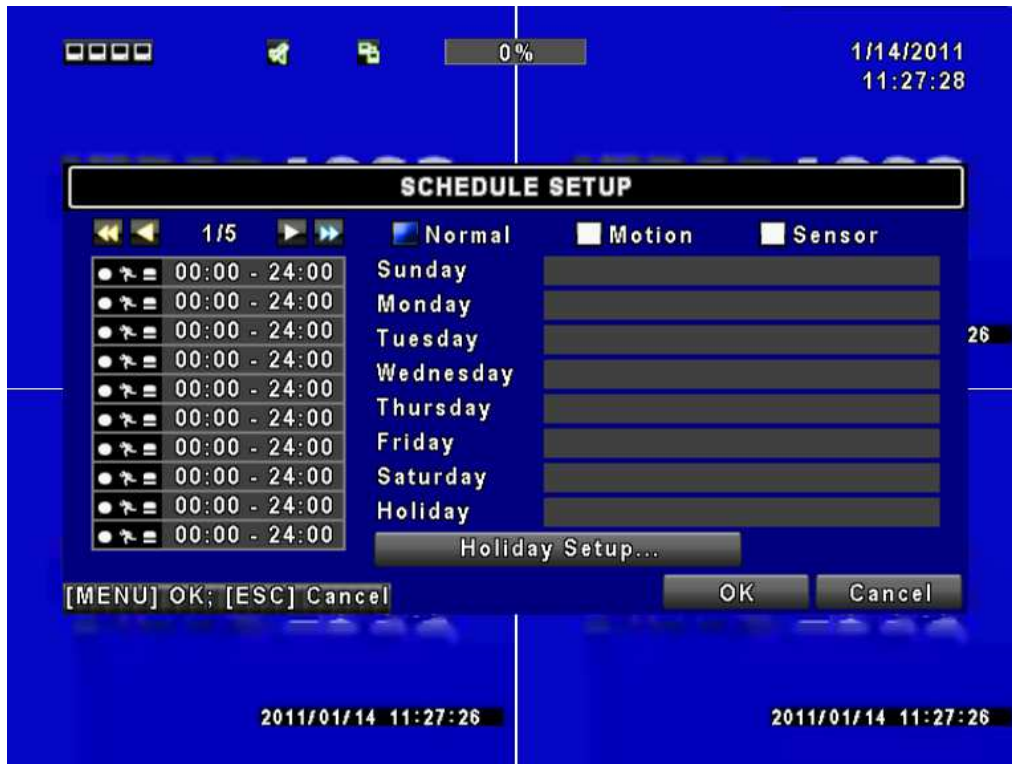 0%
1/14/2011
11:27:28
SCHEDULE SETUP
1/5
Normal
Motion
Sensor
00:00 - 24:00
00:00 - 24:00
00:00 - 24:00
00:00 - 24:00
00:00 - 24:00
00:00 - 24:00
00:00 - 24:00
00:00 - 24:00
00:00 - 24:00
00:00 - 24:00
Sunday
Monday
Tuesday
Wednesday
Thursday
Friday
Saturday
Holiday
26
Holiday Setup...
[MENU] OK; [ESC] Cancel
OK
Cancel
2011/01/14 11:27:26
2011/01/14 11:27:26